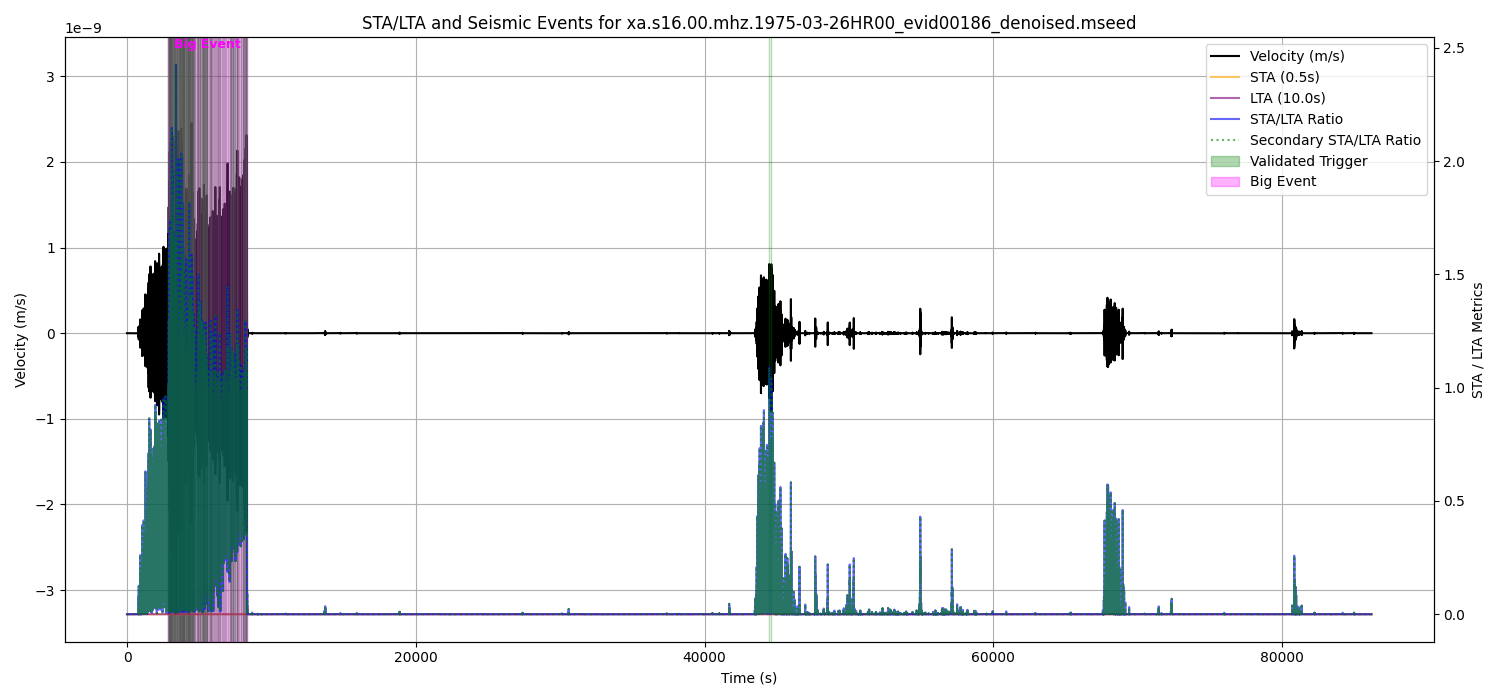 STA/LTA and Seismic Events for xa.s16.00.mhz.1975-03-26HR00_evid00186_denoised.mseed
1e−9
Big Event
Velocity (m/s)
STA (0.5s)
LTA (10.0s)
STA/LTA Ratio
Secondary STA/LTA Ratio
Validated Trigger
Big Event
3
2
1
0
−1
−2
−3
Velocity (m/s)
2.5
2.0
1.5
1.0
0.5
0.0
STA / LTA Metrics
0 20000 40000 60000 80000
Time (s)